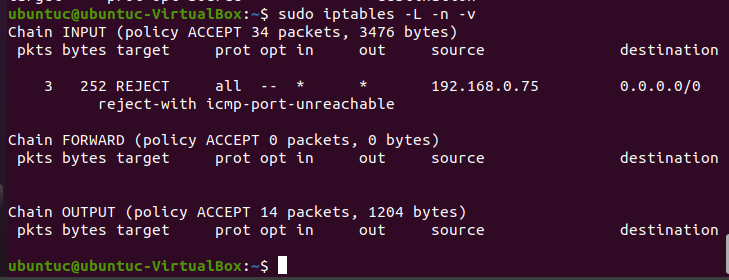 ubuntuc@ubuntuc-VirtualBox:~$ sudo iptables -L -n -v
Chain INPUT (policy ACCEPT 34 packets, 3476 bytes)
 pkts bytes target     prot opt in     out     source               destination
    3   252 REJECT     all  --  *      *       192.168.0.75         0.0.0.0/0
           reject-with icmp-port-unreachable
Chain FORWARD (policy ACCEPT 0 packets, 0 bytes)
 pkts bytes target     prot opt in     out     source               destination
Chain OUTPUT (policy ACCEPT 14 packets, 1204 bytes)
 pkts bytes target     prot opt in     out     source               destination
ubuntuc@ubuntuc-VirtualBox:~$